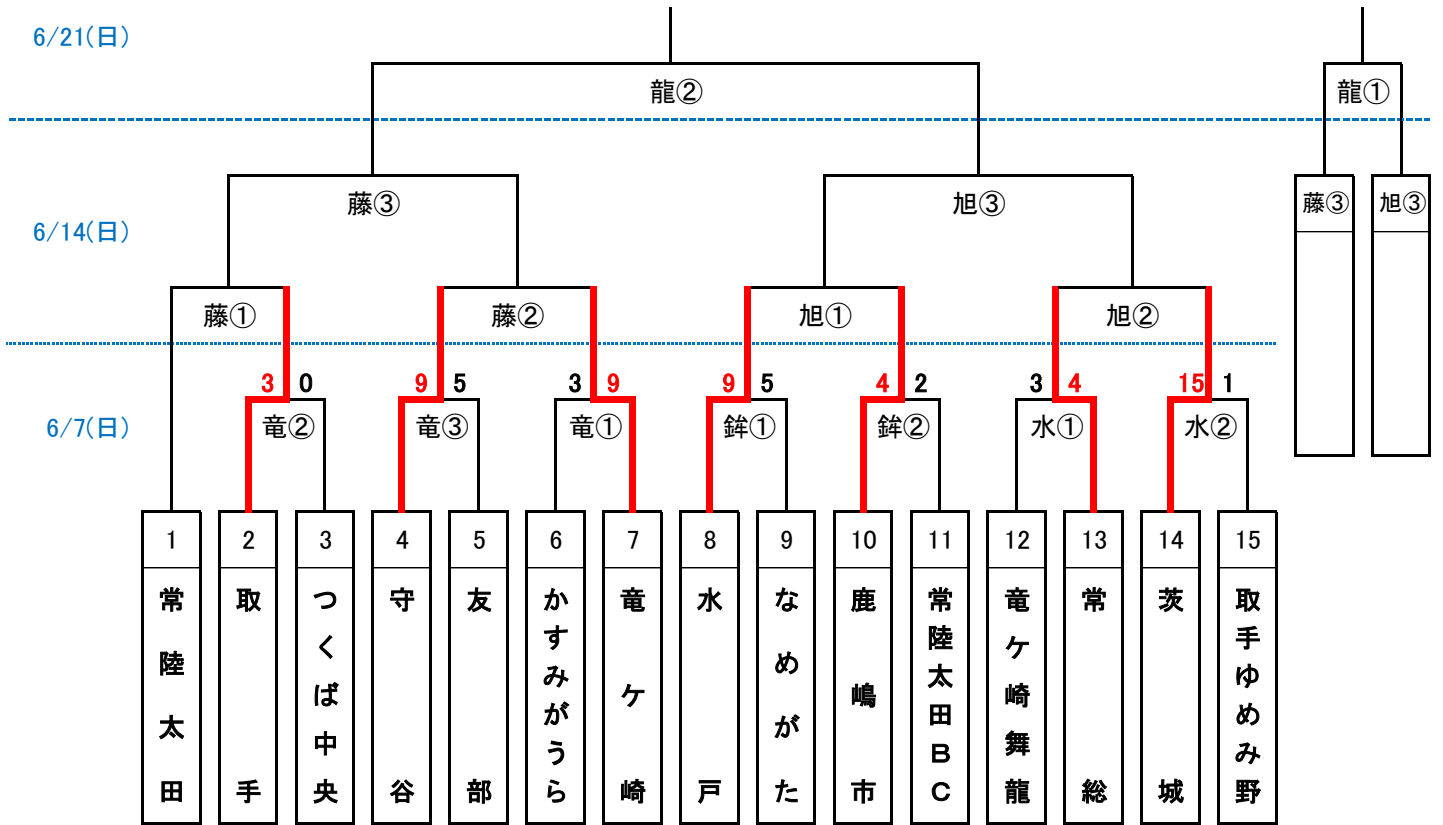 6/21(日)
龍② 龍①
藤③ 旭③ 藤③ 旭③
6/14(日)
藤① 藤② 旭① 旭②
3 0 9 5 3 9 9 5 4 2 3 4 15 1
6/7(日) 竜② 竜③ 竜① 鉾① 鉾② 水① 水②
1 2 3 4 5 6 7 8 9 10 11 12 13 14 15
常陸太田
取手
つくば中央
守谷
友部
かすみがうら
竜ケ崎
水戸
なめがた
鹿嶋市
常陸太田BC
竜ケ崎舞龍
常総
茨城
取手ゆめみ野